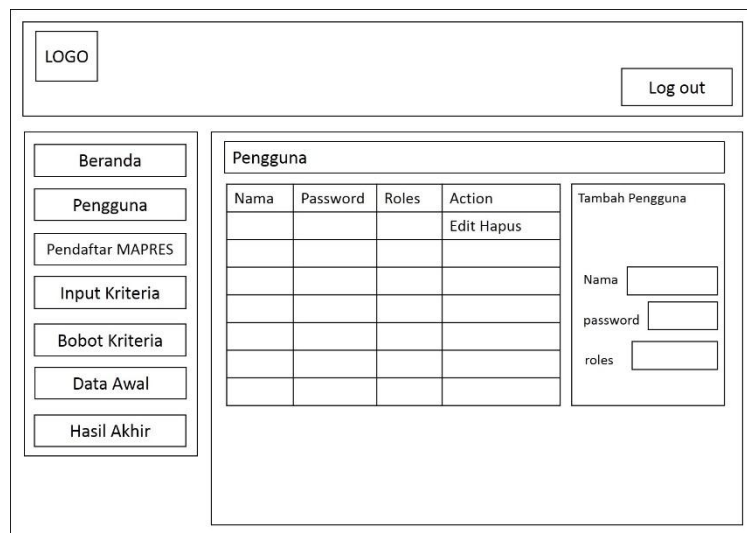 LOGO
Log out
Beranda
Pengguna
Pendaftar MAPRES
Input Kriteria
Bobot Kriteria
Data Awal
Hasil Akhir
Pengguna
Nama Password Roles Action
Edit Hapus
Tambah Pengguna
Nama
password
roles